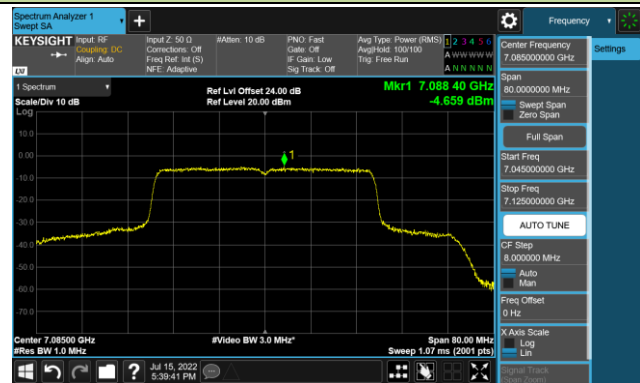 Spectrum Analyzer 1
Swept SA
Frequency
KEYSIGHT
Input: RF
Coupling: DC
Align: Auto
Input Z: 50 Ω
Corrections: Off
Freq Ref: Int (S)
NFE: Adaptive
#Atten: 10 dB
PNO: Fast
Gate: Off
IF Gain: Low
Sig Track: Off
Avg Type: Power (RMS)
Avg|Hold: 100/100
Trig: Free Run
1 2 3 4 5 6
A W W W W W
A N N N N N
LXI
1 Spectrum
Scale/Div 10 dB
Log
Ref Lvl Offset 24.00 dB
Ref Level 20.00 dBm
Mkr1 7.088 40 GHz
-4.659 dBm
10.0
0.00
-10.0
-20.0
-30.0
-40.0
-50.0
-60.0
-70.0
1
Center 7.08500 GHz
#Res BW 1.0 MHz
#Video BW 3.0 MHz*
Span 80.00 MHz
Sweep 1.07 ms (2001 pts)
Jul 15, 2022
5:39:41 PM
Center Frequency
7.085000000 GHz
Settings
Span
80.0000000 MHz
Swept Span
Zero Span
Full Span
Start Freq
7.045000000 GHz
Stop Freq
7.125000000 GHz
AUTO TUNE
CF Step
8.000000 MHz
Auto
Man
Freq Offset
0 Hz
X Axis Scale
Log
Lin
Signal Track
(Span Zoom)